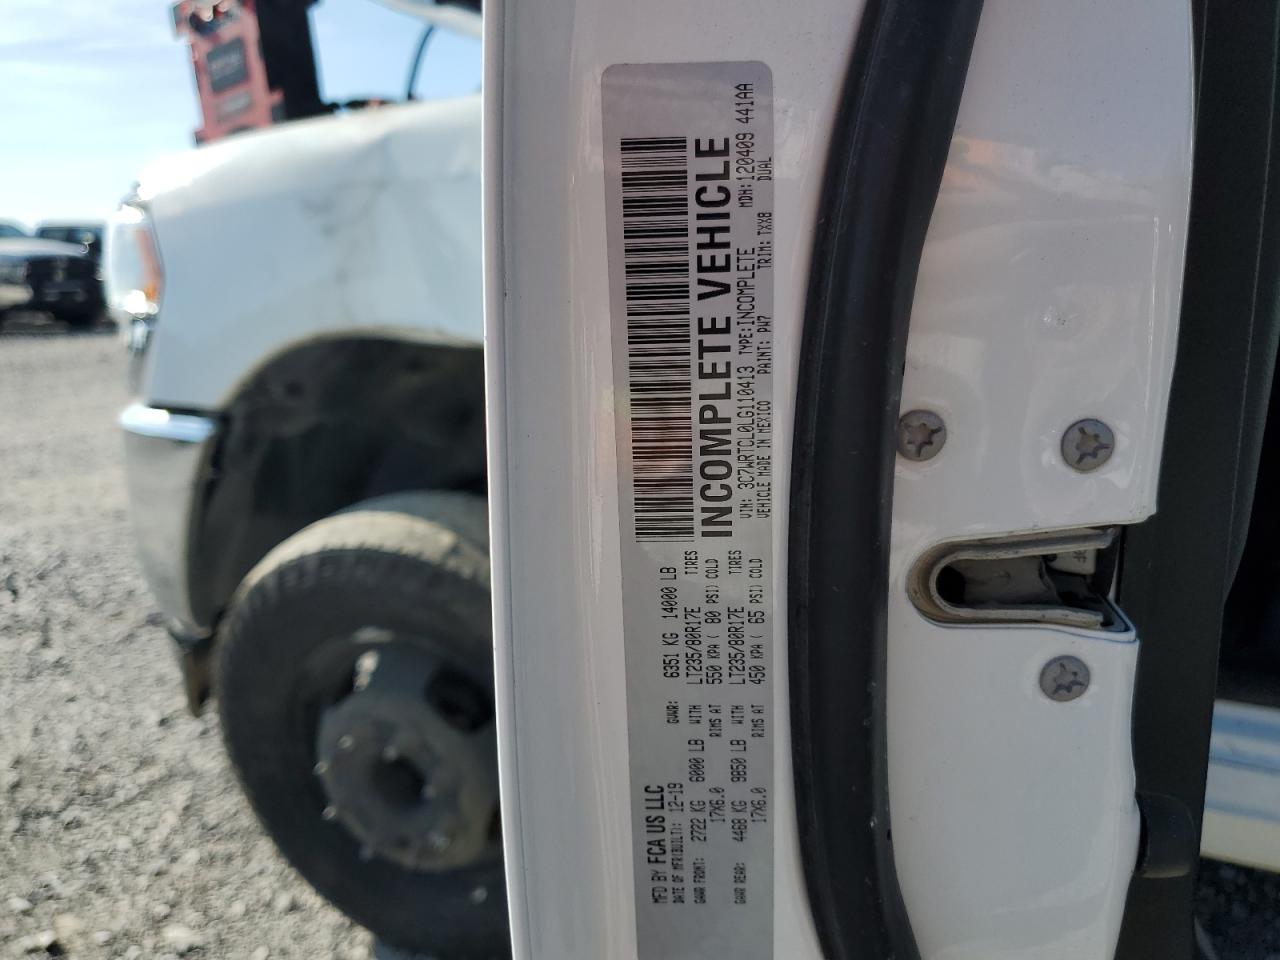 MFD BY FCA US LLC
DATE OF MFR(BUILT): 12-19 GVWR: 6351 KG 14000 LB
GAWR FRONT: 2722 KG 6000 LB WITH LT235/80R17E TIRES
17X6.0 RIMS AT 550 KPA( 80 PSI) COLD
GAWR REAR: 4468 KG 9850 LB WITH LT235/80R17E TIRES
17X6.0 RIMS AT 450 KPA( 65 PSI) COLD
INCOMPLETE VEHICLE
VIN: 3C7WRTCL0LG110413 TYPE:INCOMPLETE MDH:120409 441AA
VEHICLE MADE IN MEXICO PAINT: PW7 TRIM: TXX8 DUAL